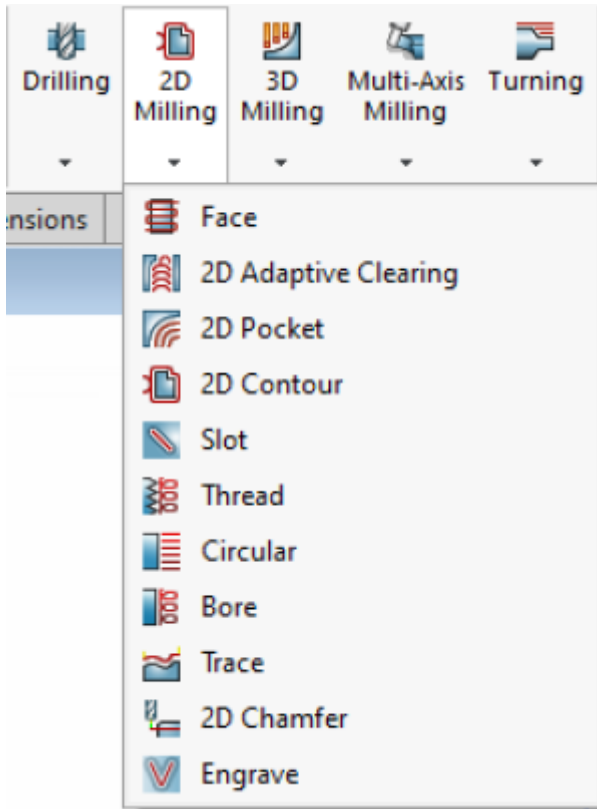 Drilling
2D Milling
3D Milling
Multi-Axis Milling
Turning
Face
2D Adaptive Clearing
2D Pocket
2D Contour
Slot
Thread
Circular
Bore
Trace
2D Chamfer
Engrave